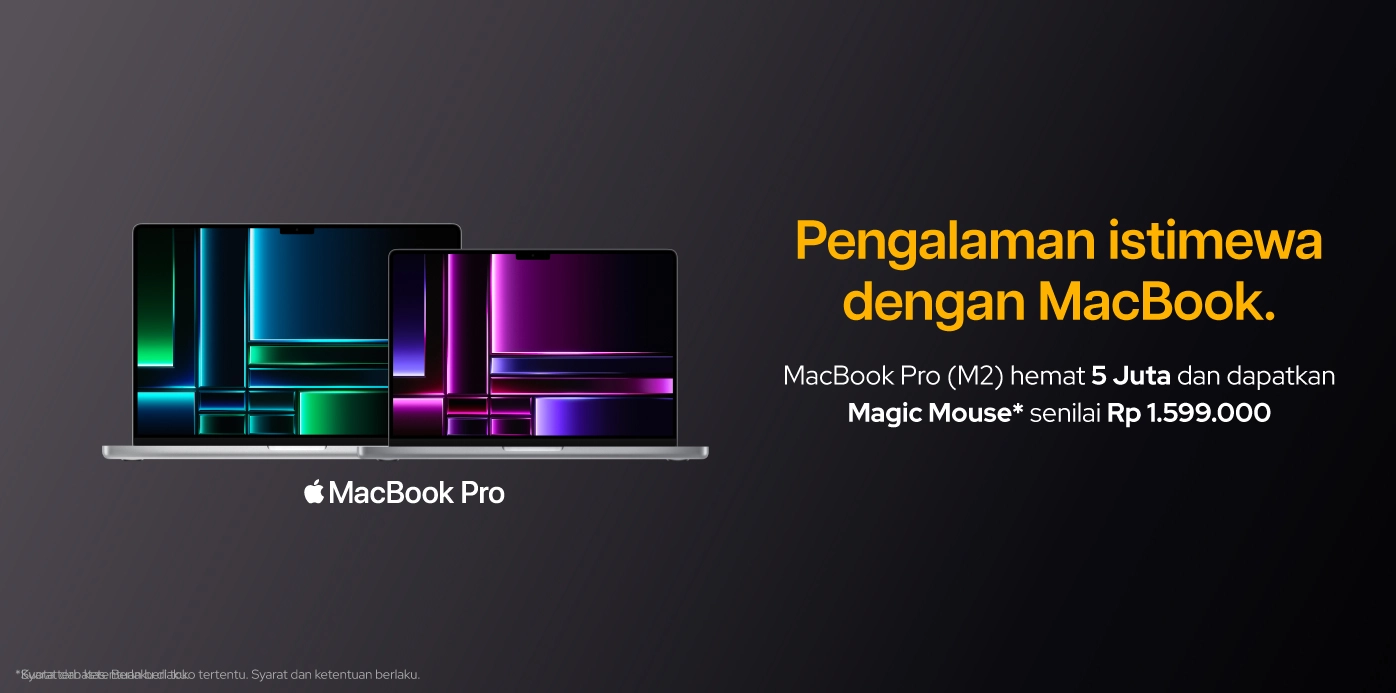 Pengalaman istimewa
dengan MacBook.
MacBook Pro (M2) hemat 5 Juta dan dapatkan
Magic Mouse* senilai Rp 1.599.000
MacBook Pro
toko tertentu. Syarat dan ketentuan berlaku.